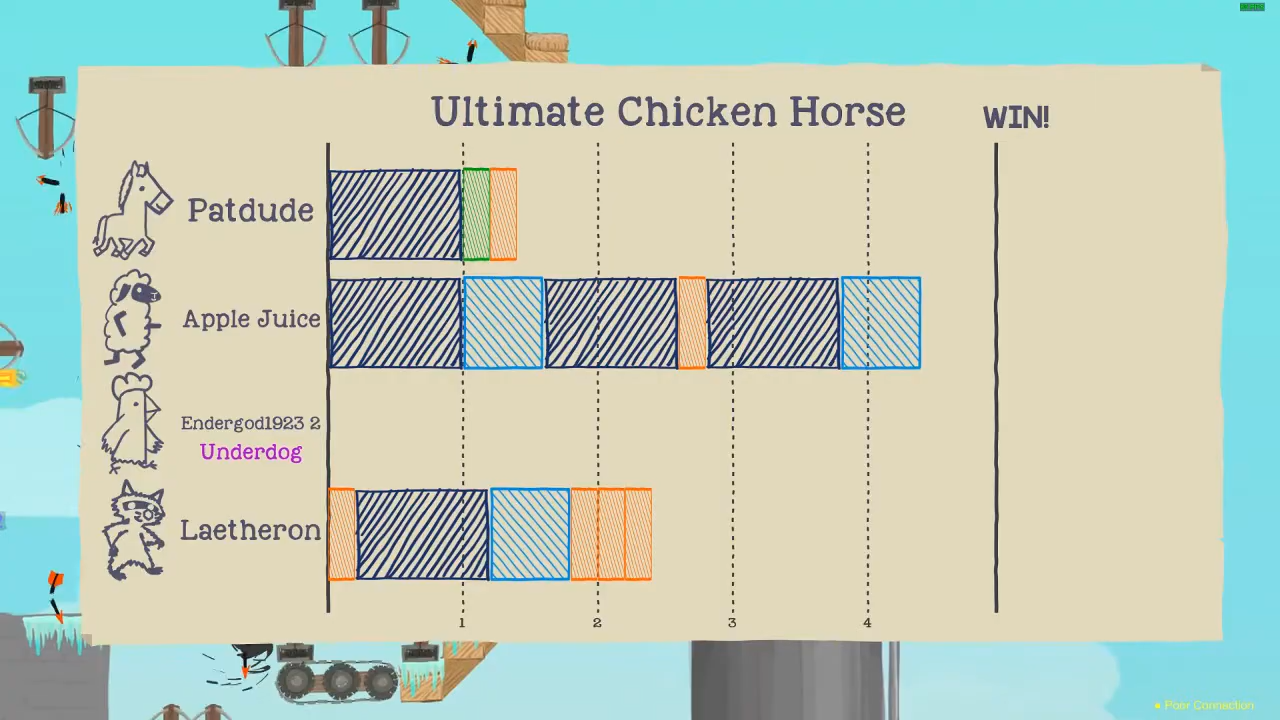 Ultimate Chicken Horse
WIN!
Patdude
Apple Juice
Endergod1923 2
Underdog
Laetheron
1 2 3 4
Poor Connection